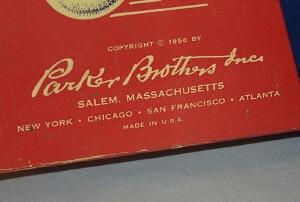 COPYRIGHT © 1956 BY
Parker Brothers Inc.
SALEM, MASSACHUSETTS
NEW YORK • CHICAGO • SAN FRANCISCO • ATLANTA
MADE IN U.S.A.